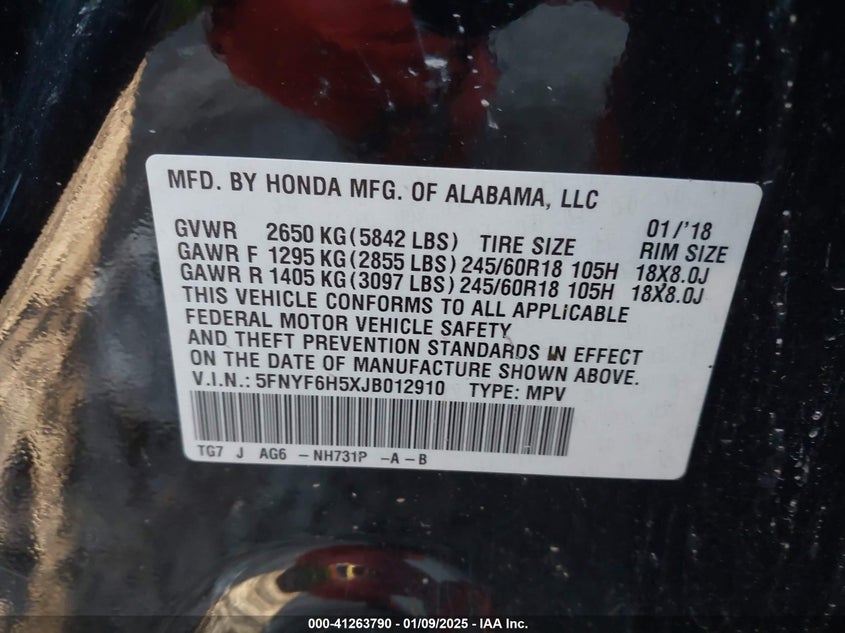 MFD. BY HONDA MFG. OF ALABAMA, LLC
01/'18
GVWR 2650 KG(5842 LBS) TIRE SIZE RIM SIZE
GAWR F 1295 KG(2855 LBS) 245/60R18 105H 18X8.0J
GAWR R 1405 KG(3097 LBS) 245/60R18 105H 18X8.0J
THIS VEHICLE CONFORMS TO ALL APPLICABLE
FEDERAL MOTOR VEHICLE SAFETY
AND THEFT PREVENTION STANDARDS IN EFFECT
ON THE DATE OF MANUFACTURE SHOWN ABOVE.
V.I.N.: 5FNYF6H5XJB012910 TYPE: MPV
TG7 J AG6 - NH731P - A - B
000-41263790 - 01/09/2025 - IAA Inc.